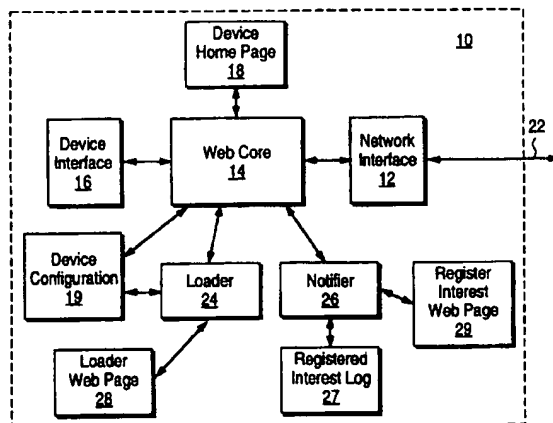 Device
Home Page
18
10
Device
Interface
16
Web Core
14
Network
Interface
12
22
Device
Configuration
19
Loader
24
Notifier
26
Register
Interest
Web Page
29
Loader
Web Page
28
Registered
Interest Log
27